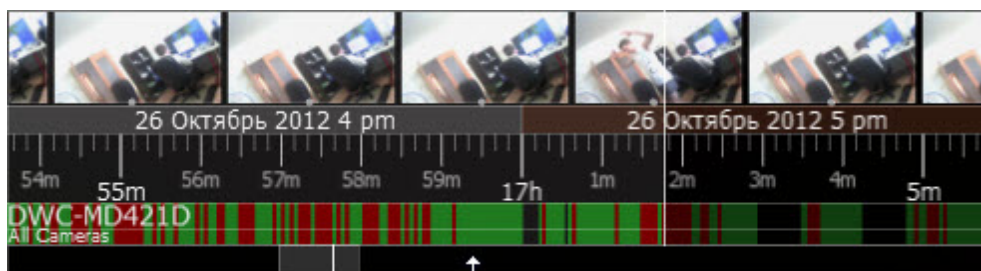 26 Октябрь 2012 4 pm 26 Октябрь 2012 5 pm
54m 55m 56m 57m 58m 59m 17h 1m 2m 3m 4m 5m
DWC-MD421D
All Cameras